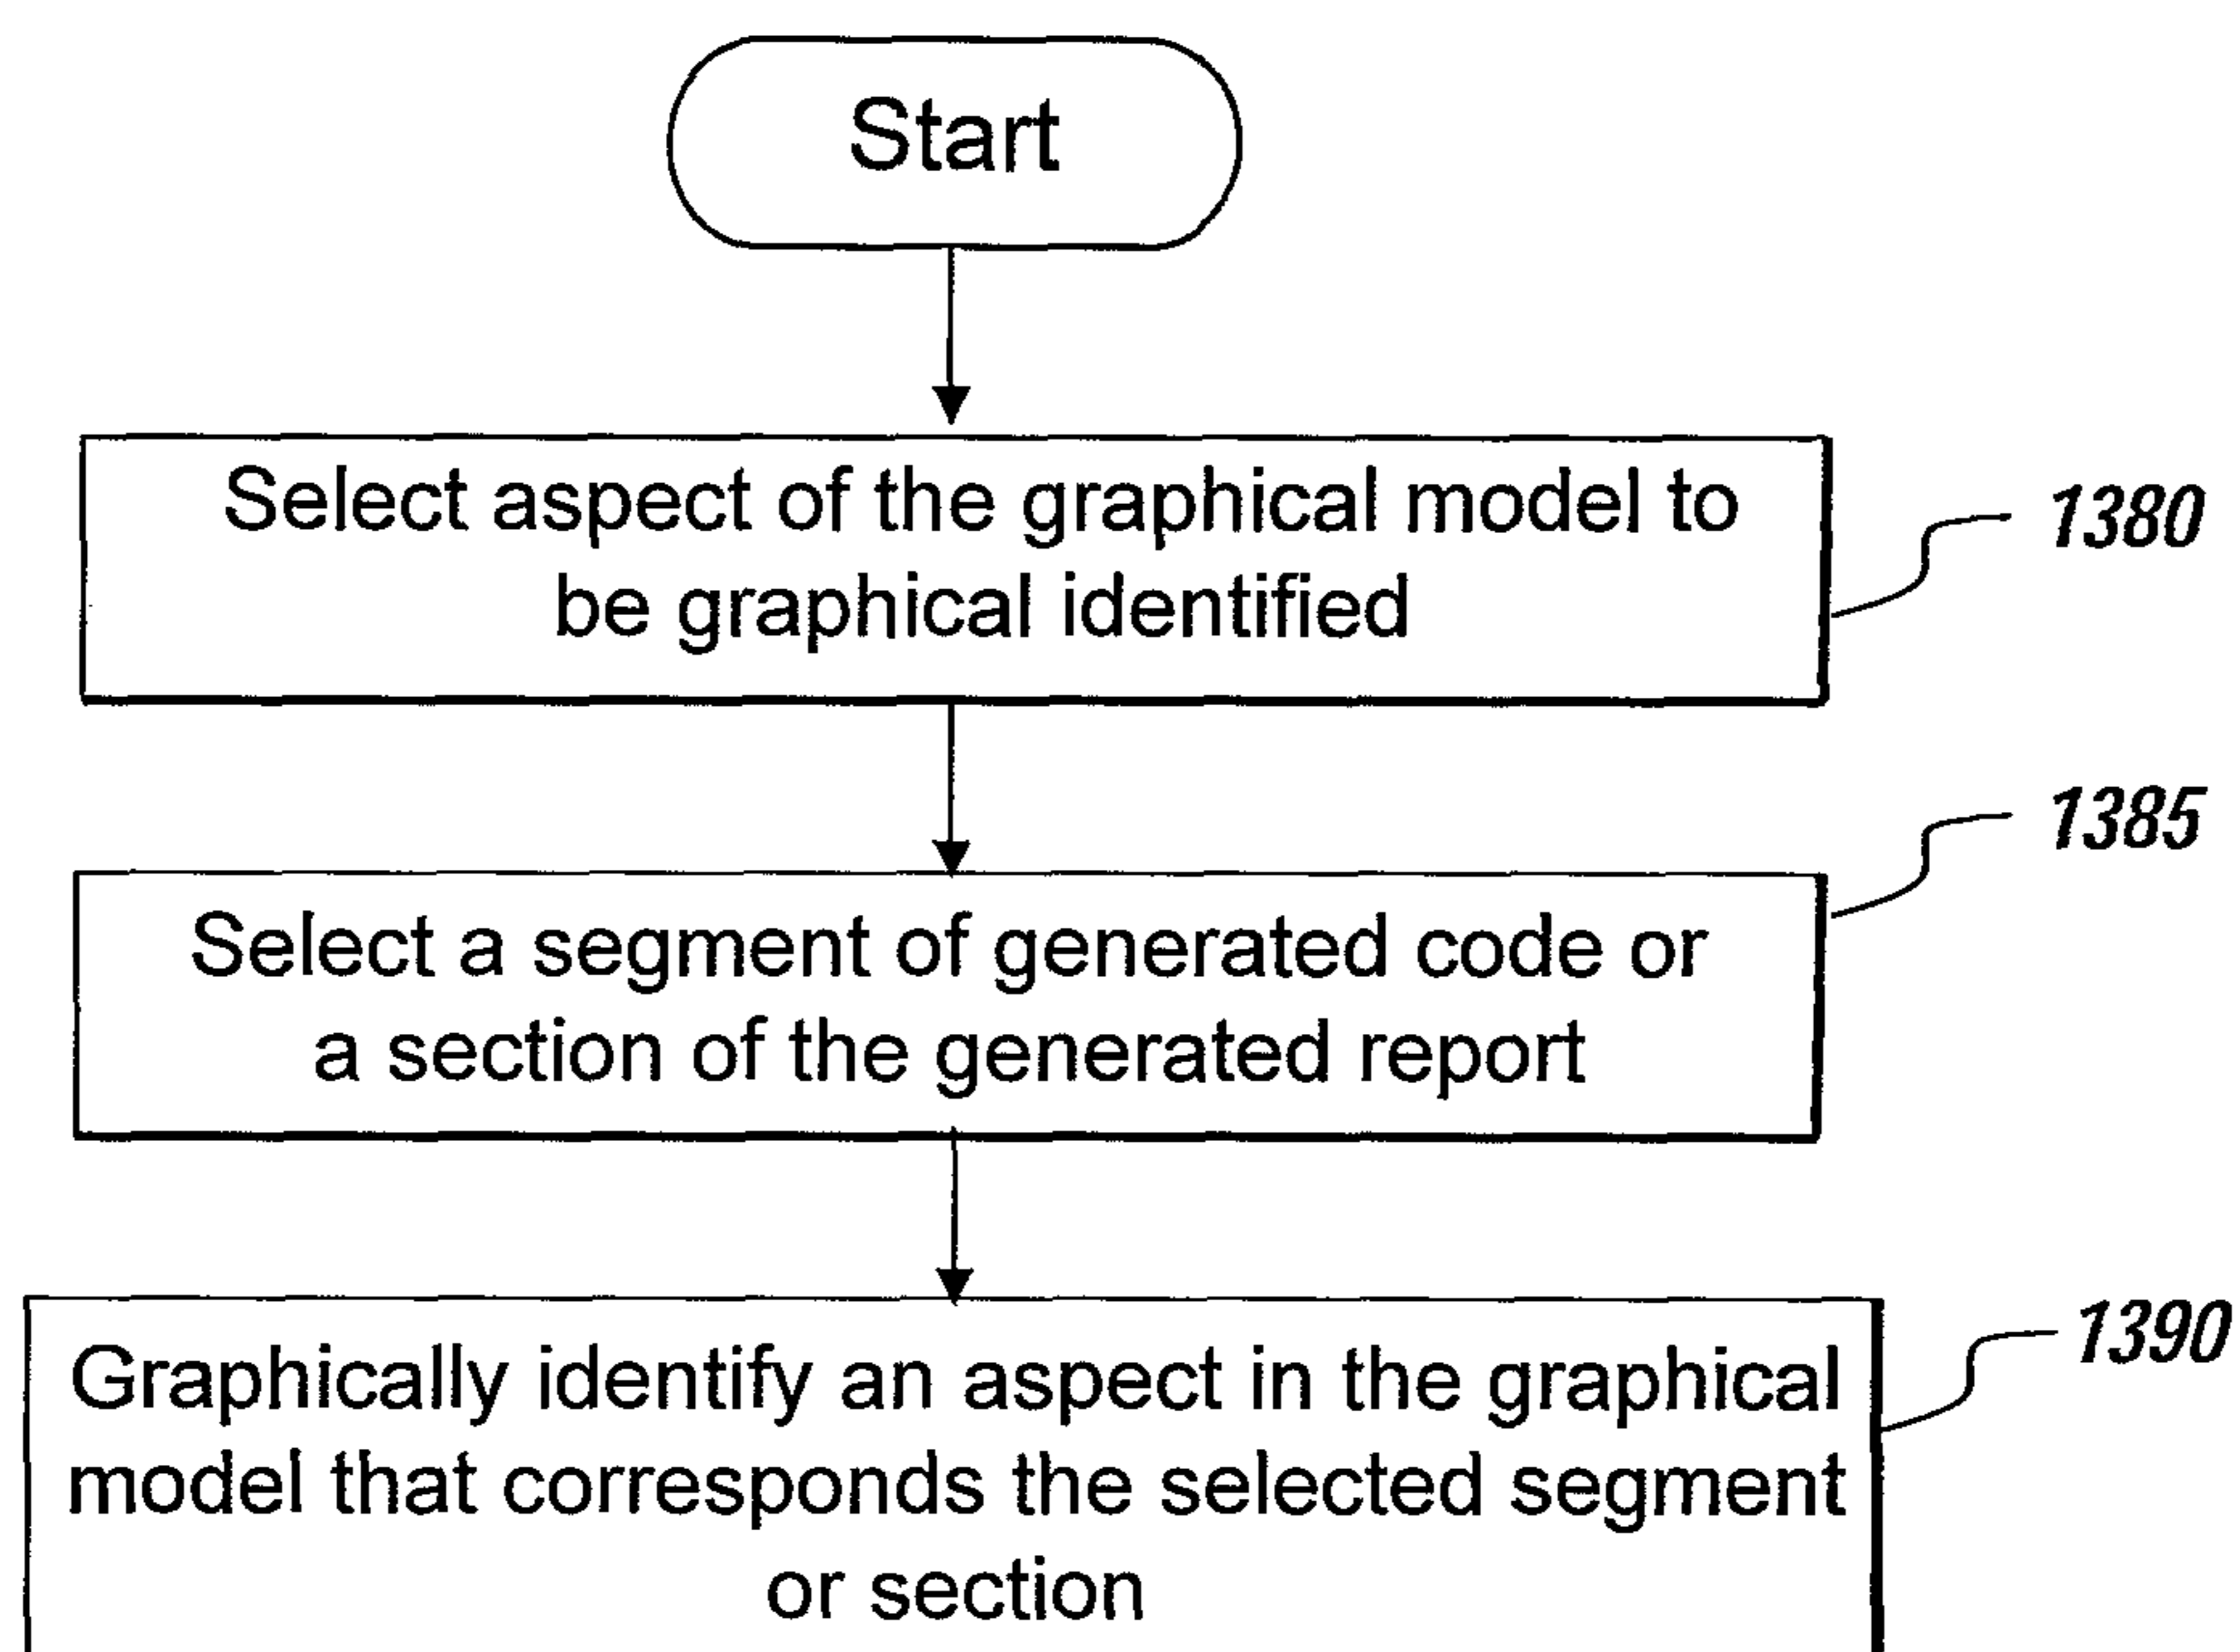 Start
Select aspect of the graphical model to
be graphical identified
1380
Select a segment of generated code or
a section of the generated report
1385
Graphically identify an aspect in the graphical
model that corresponds the selected segment
or section
1390